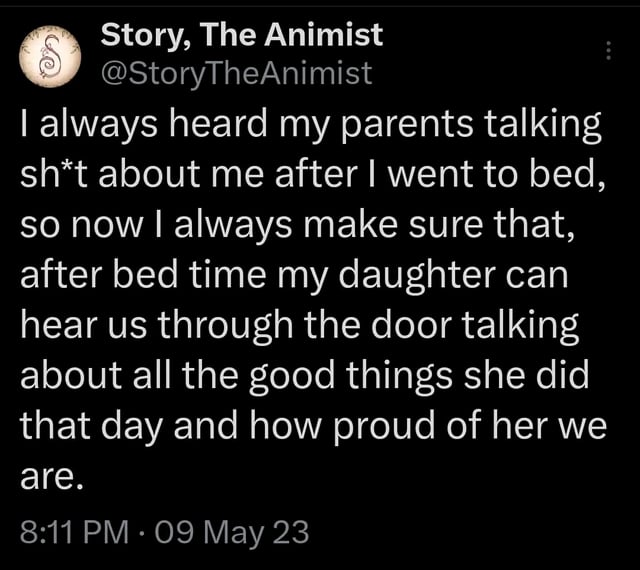 Story, The Animist
@StoryTheAnimist
I always heard my parents talking
sh*t about me after I went to bed,
so now I always make sure that,
after bed time my daughter can
hear us through the door talking
about all the good things she did
that day and how proud of her we
are.
8:11 PM · 09 May 23